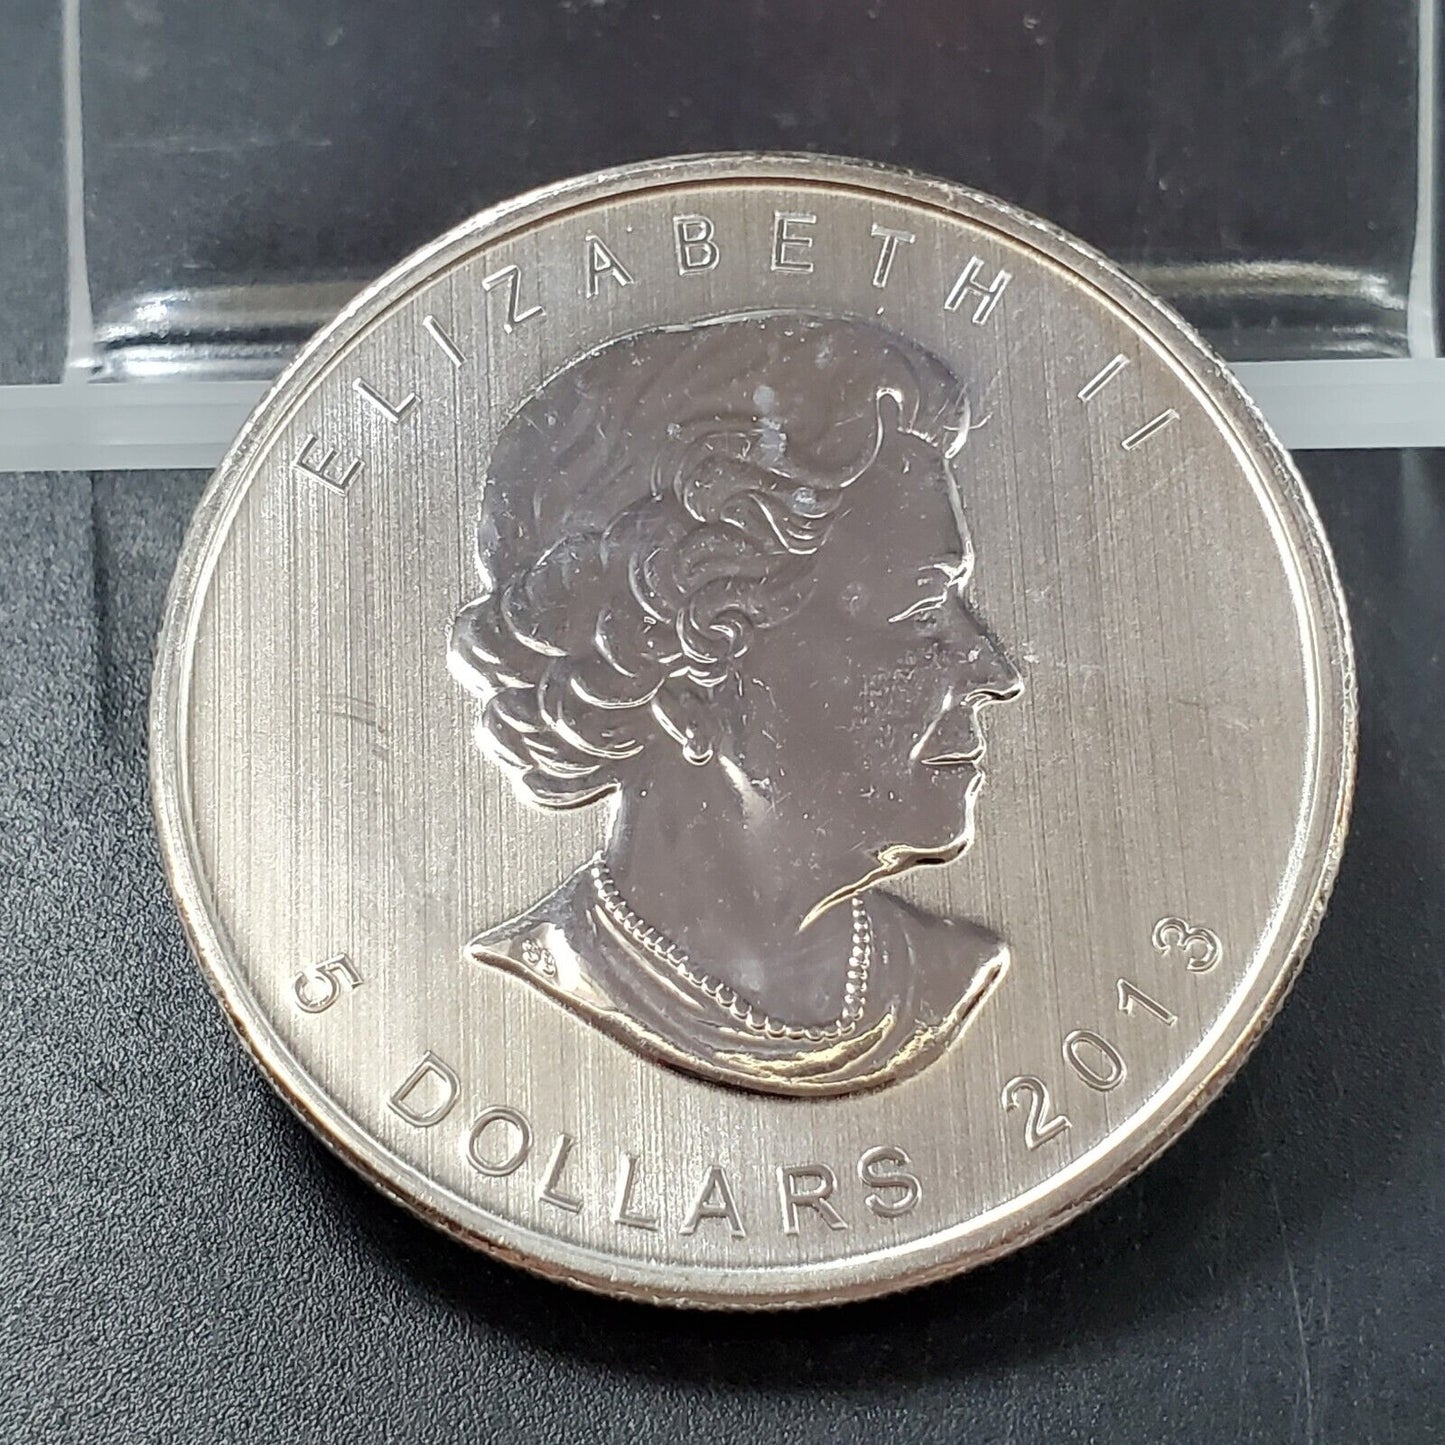 ELIZABETH II
5 DOLLARS 2013